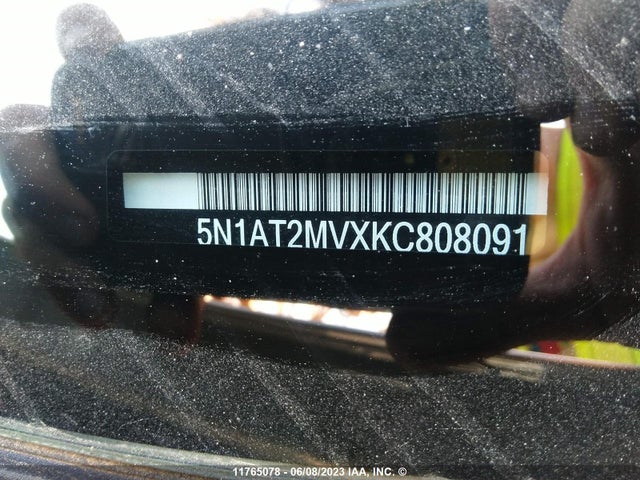 5N1AT2MVXKC808091
11765078 - 06/08/2023 IAA, INC. ©